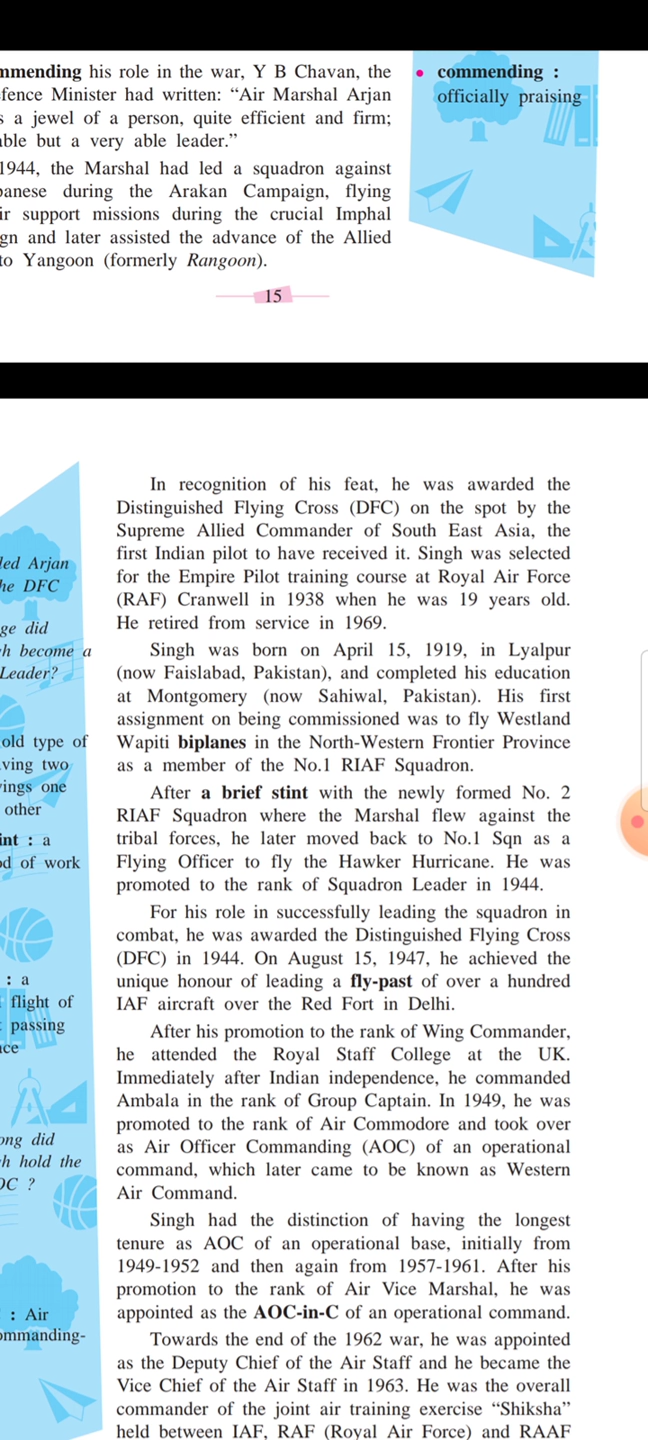 mmending his role in the war, Y B Chavan, the
fence Minister had written: “Air Marshal Arjan
s a jewel of a person, quite efficient and firm;
able but a very able leader.”
1944, the Marshal had led a squadron against
panese during the Arakan Campaign, flying
ir support missions during the crucial Imphal
gn and later assisted the advance of the Allied
to Yangoon (formerly Rangoon).
• commending :
officially praising
15
led Arjan
he DFC
ge did
h become a
Leader?
old type of
ving two
ings one
other
int : a
od of work
: a
flight of
passing
ce
ong did
h hold the
OC ?
: Air
ommanding-
In recognition of his feat, he was awarded the
Distinguished Flying Cross (DFC) on the spot by the
Supreme Allied Commander of South East Asia, the
first Indian pilot to have received it. Singh was selected
for the Empire Pilot training course at Royal Air Force
(RAF) Cranwell in 1938 when he was 19 years old.
He retired from service in 1969.
Singh was born on April 15, 1919, in Lyalpur
(now Faislabad, Pakistan), and completed his education
at Montgomery (now Sahiwal, Pakistan). His first
assignment on being commissioned was to fly Westland
Wapiti biplanes in the North-Western Frontier Province
as a member of the No.1 RIAF Squadron.
After a brief stint with the newly formed No. 2
RIAF Squadron where the Marshal flew against the
tribal forces, he later moved back to No.1 Sqn as a
Flying Officer to fly the Hawker Hurricane. He was
promoted to the rank of Squadron Leader in 1944.
For his role in successfully leading the squadron in
combat, he was awarded the Distinguished Flying Cross
(DFC) in 1944. On August 15, 1947, he achieved the
unique honour of leading a fly-past of over a hundred
IAF aircraft over the Red Fort in Delhi.
After his promotion to the rank of Wing Commander,
he attended the Royal Staff College at the UK.
Immediately after Indian independence, he commanded
Ambala in the rank of Group Captain. In 1949, he was
promoted to the rank of Air Commodore and took over
as Air Officer Commanding (AOC) of an operational
command, which later came to be known as Western
Air Command.
Singh had the distinction of having the longest
tenure as AOC of an operational base, initially from
1949-1952 and then again from 1957-1961. After his
promotion to the rank of Air Vice Marshal, he was
appointed as the AOC-in-C of an operational command.
Towards the end of the 1962 war, he was appointed
as the Deputy Chief of the Air Staff and he became the
Vice Chief of the Air Staff in 1963. He was the overall
commander of the joint air training exercise “Shiksha”
held between IAF, RAF (Royal Air Force) and RAAF